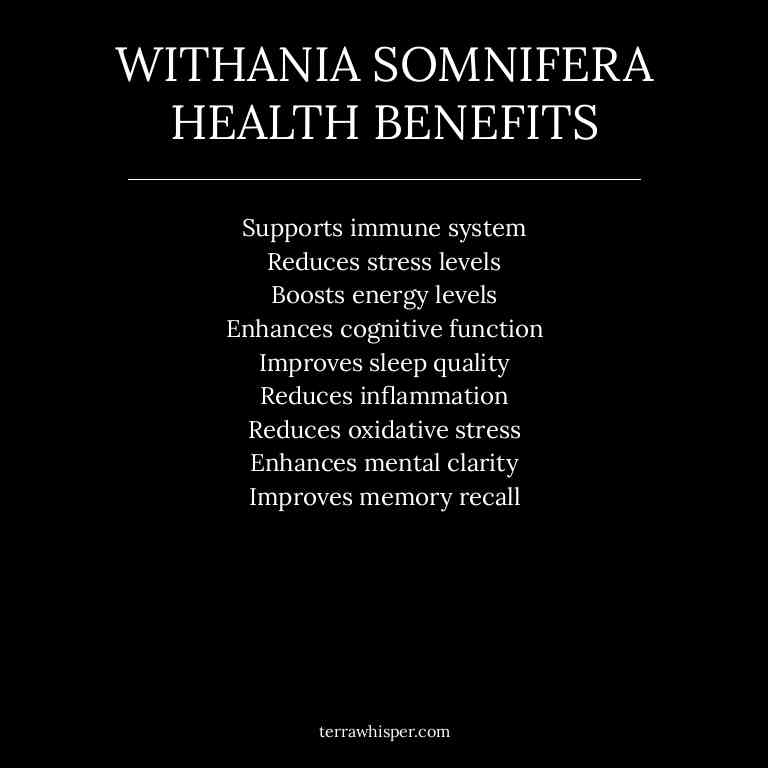 WITHANIA SOMNIFERA
HEALTH BENEFITS
Supports immune system
Reduces stress levels
Boosts energy levels
Enhances cognitive function
Improves sleep quality
Reduces inflammation
Reduces oxidative stress
Enhances mental clarity
Improves memory recall
terrawhisper.com